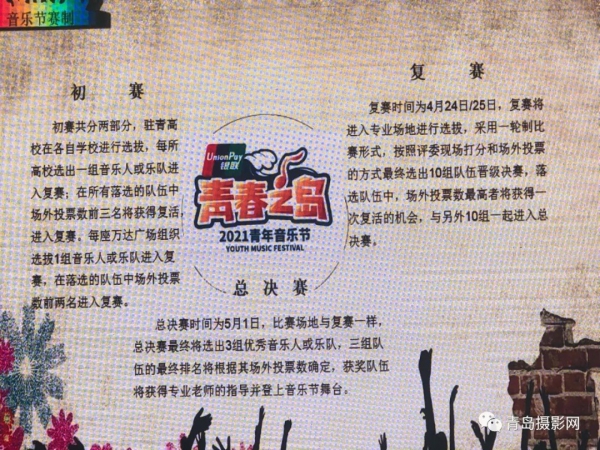 音乐节赛制
初 赛
初赛共分两部分，驻青高
校在各自学校进行选拔，每所
高校选出一组音乐人或乐队进
入复赛；在所有落选的队伍中
场外投票数前三名将获得复活
进入复赛。每座万达广场组织
选拔1组音乐人或乐队进入复
赛，在落选的队伍中场外投票
数前两名进入复赛。
UnionPay
银联
青春之岛
2021青年音乐节
YOUTH MUSIC FESTIVAL
复 赛
复赛时间为4月24日/25日，复赛将
进入专业场地进行选拔，采用一轮制比
赛形式，按照评委现场打分和场外投票
的方式最终选出10组队伍晋级决赛，落
选队伍中，场外投票数最高者将获得一
次复活的机会，与另外10组一起进入总
决赛。
总决赛
总决赛时间为5月1日，比赛场地与复赛一样，
总决赛最终将选出3组优秀音乐人或乐队，三组队
伍的最终排名将根据其场外投票数确定，获奖队伍
将获得专业老师的指导并登上音乐节舞台。
青岛摄影网